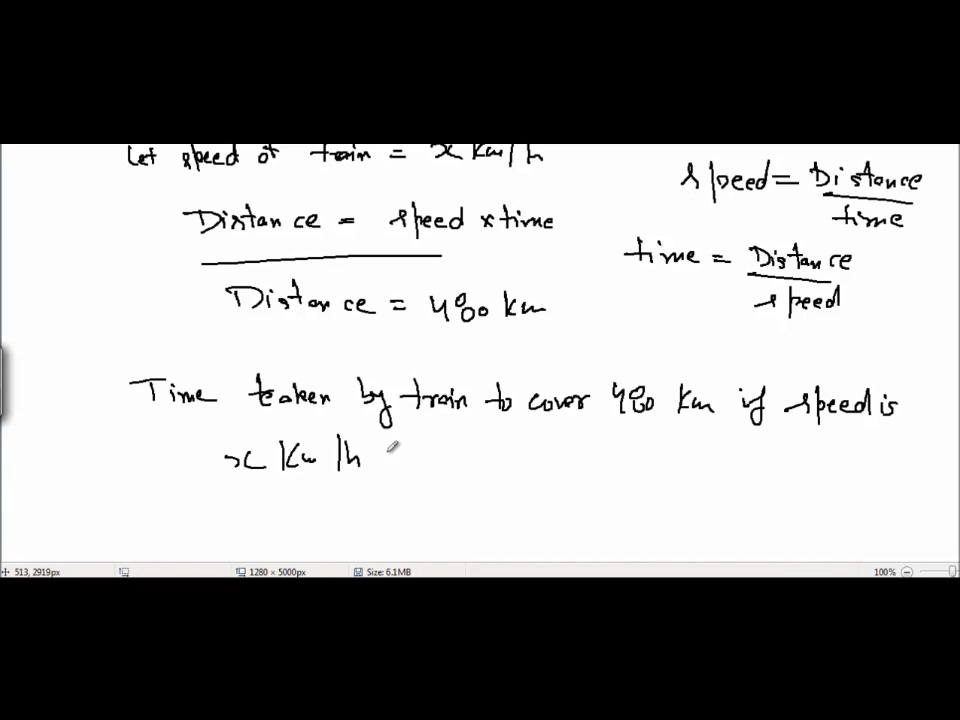 Let speed of train = x Km/h
Distance = speed x time
Distance = 480 km
speed = Distance / time
time = Distance / speed
Time taken by train to cover 480 Km if speed is
x Km/h
513, 2919px 1280 × 5000px Size: 6.1MB 100%